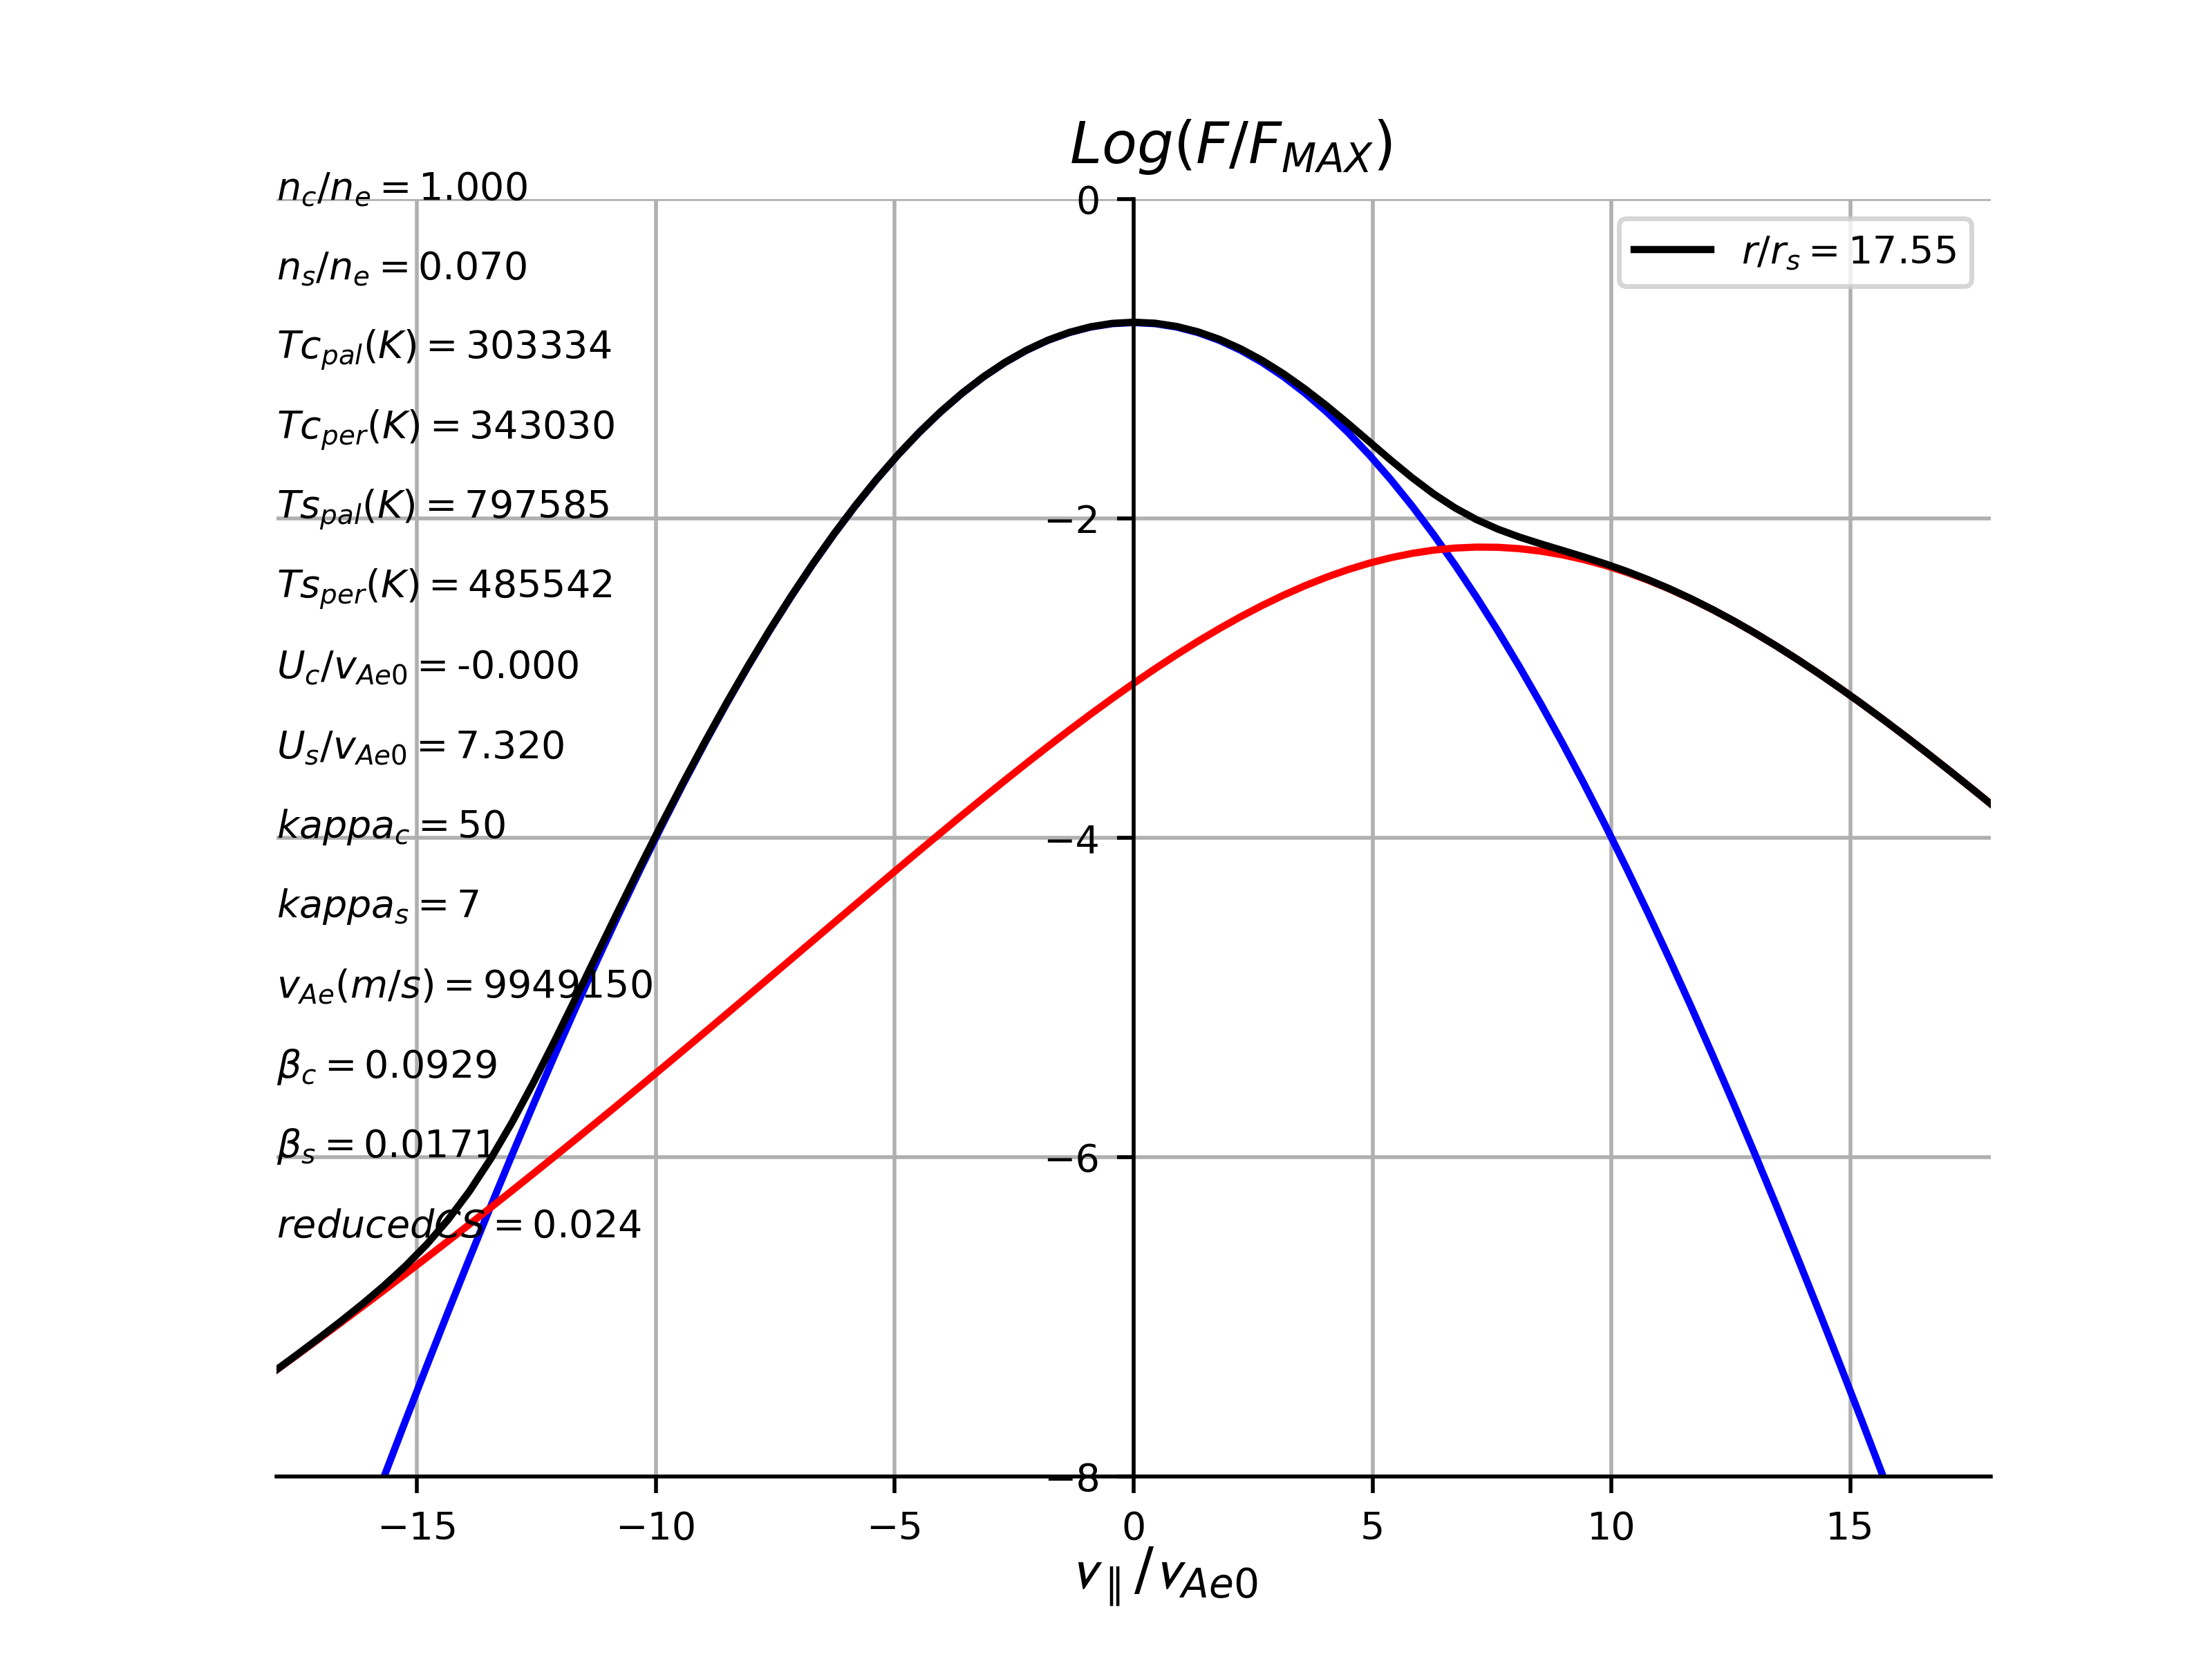 Log(F/F_MAX)
n_c/n_e = 1.000
n_s/n_e = 0.070
Tc_pal(K) = 303334
Tc_per(K) = 343030
Ts_pal(K) = 797585
Ts_per(K) = 485542
U_c/v_Ae0 = -0.000
U_s/v_Ae0 = 7.320
kappa_c = 50
kappa_s = 7
v_Ae(m/s) = 9949150
β_c = 0.0929
β_s = 0.0171
reducedCS = 0.024
0
−2
−4
−6
−8
r/r_s = 17.55
−15 −10 −5 0 5 10 15
v_∥/v_Ae0